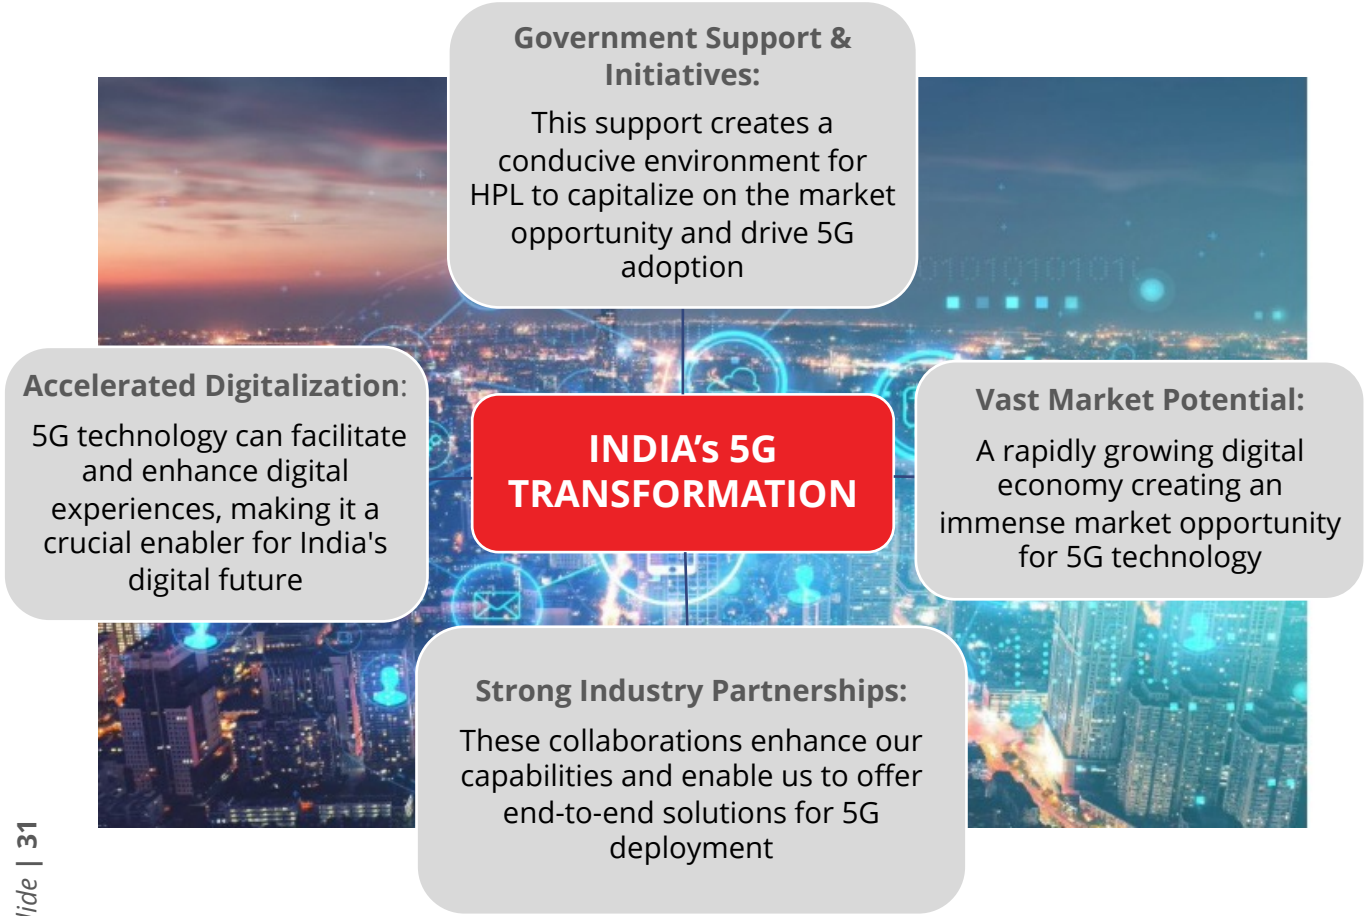 Government Support &
Initiatives:
This support creates a
conducive environment for
HPL to capitalize on the market
opportunity and drive 5G
adoption
Accelerated Digitalization:
5G technology can facilitate
and enhance digital
experiences, making it a
crucial enabler for India's
digital future
INDIA’s 5G
TRANSFORMATION
Vast Market Potential:
A rapidly growing digital
economy creating an
immense market opportunity
for 5G technology
Strong Industry Partnerships:
These collaborations enhance our
capabilities and enable us to offer
end-to-end solutions for 5G
deployment
| 31